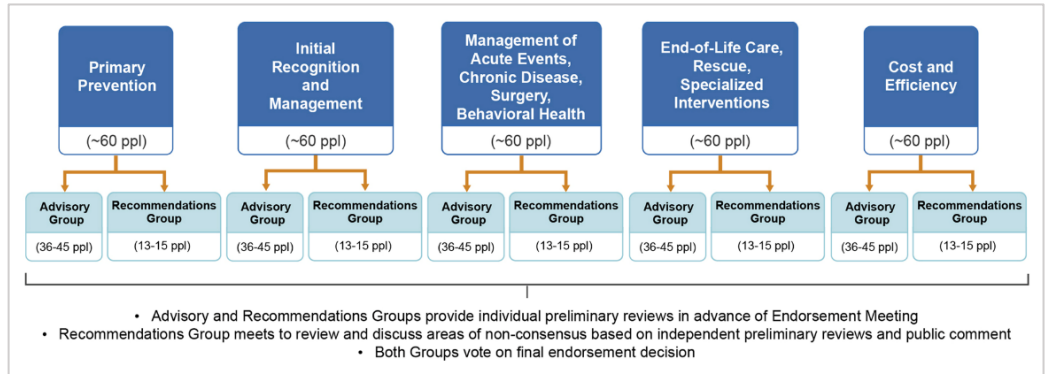 Primary
Prevention
(~60 ppl)
Initial
Recognition
and
Management
(~60 ppl)
Management of
Acute Events,
Chronic Disease,
Surgery,
Behavioral Health
(~60 ppl)
End-of-Life Care,
Rescue,
Specialized
Interventions
(~60 ppl)
Cost and
Efficiency
(~60 ppl)
Advisory
Group
(36-45 ppl)
Recommendations
Group
(13-15 ppl)
Advisory
Group
(36-45 ppl)
Recommendations
Group
(13-15 ppl)
Advisory
Group
(36-45 ppl)
Recommendations
Group
(13-15 ppl)
Advisory
Group
(36-45 ppl)
Recommendations
Group
(13-15 ppl)
Advisory
Group
(36-45 ppl)
Recommendations
Group
(13-15 ppl)
• Advisory and Recommendations Groups provide individual preliminary reviews in advance of Endorsement Meeting
• Recommendations Group meets to review and discuss areas of non-consensus based on independent preliminary reviews and public comment
• Both Groups vote on final endorsement decision